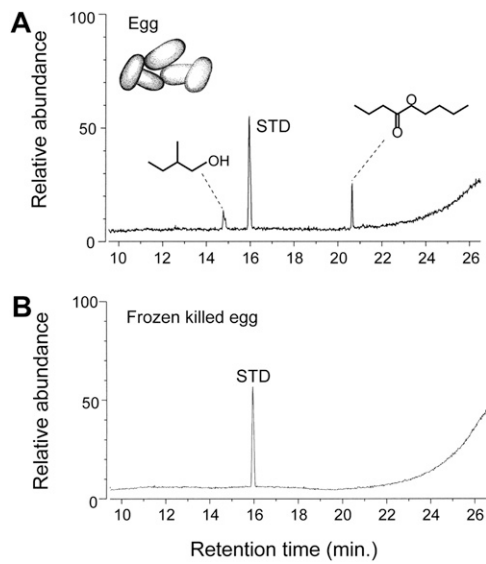 A
Egg
Relative abundance
100
50
0
STD
OH
O
O
10 12 14 16 18 20 22 24 26
B
Frozen killed egg
Relative abundance
100
50
0
STD
10 12 14 16 18 20 22 24 26
Retention time (min.)